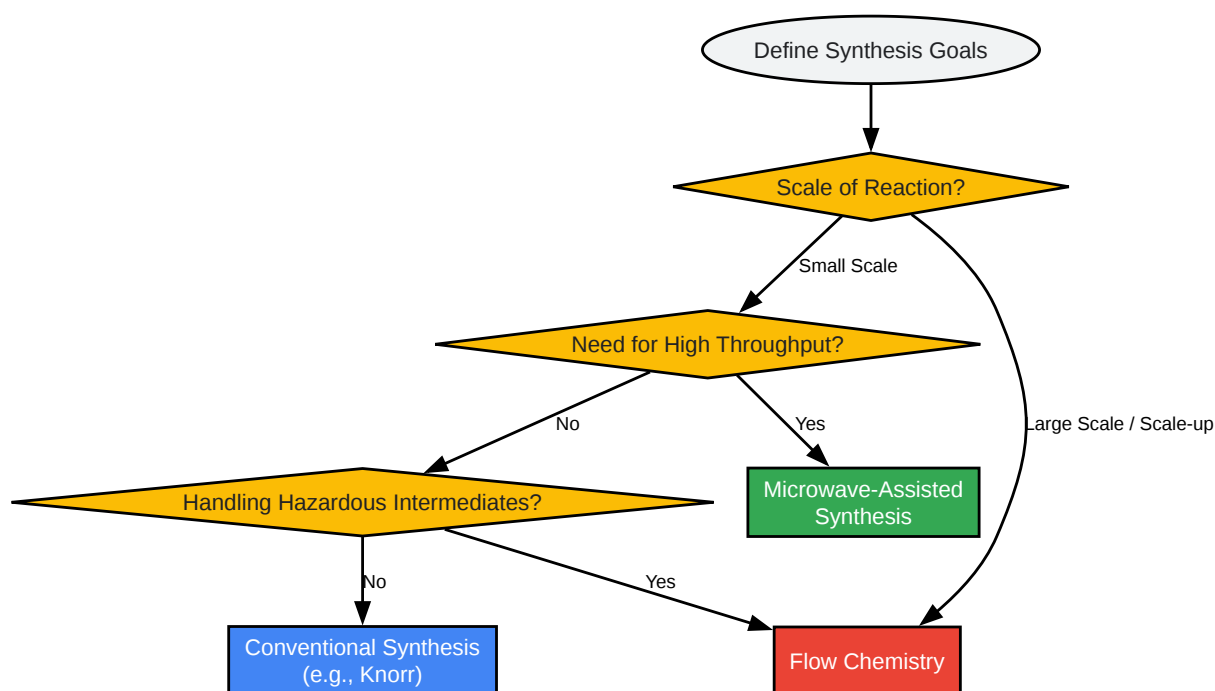 Define Synthesis Goals
Scale of Reaction?
Small Scale
Need for High Throughput?
No
Yes
Large Scale / Scale-up
Handling Hazardous Intermediates?
Microwave-Assisted
Synthesis
No
Yes
Conventional Synthesis
(e.g., Knorr)
Flow Chemistry